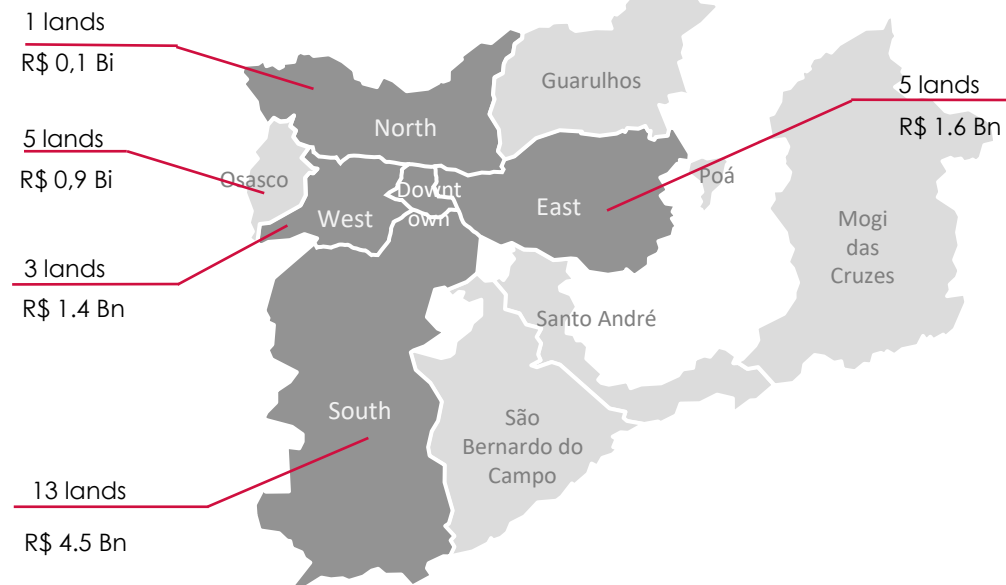 1 lands
R$ 0,1 Bi
Guarulhos
5 lands
R$ 1.6 Bn
North
5 lands
R$ 0,9 Bi
Osasco
Poá
Downt
own
West
East
Mogi
das
Cruzes
3 lands
R$ 1.4 Bn
Santo André
South
São
Bernardo do
Campo
13 lands
R$ 4.5 Bn